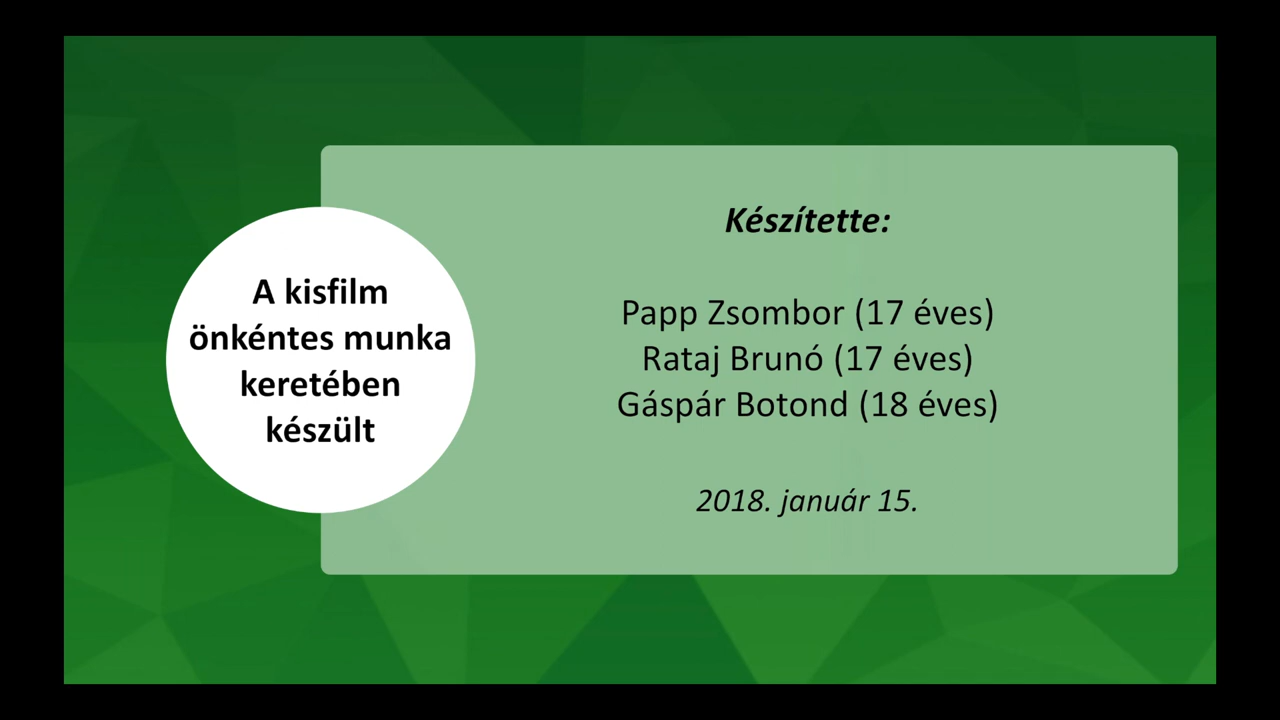 A kisfilm
önkéntes munka
keretében
készült
Készítette:
Papp Zsombor (17 éves)
Rataj Brunó (17 éves)
Gáspár Botond (18 éves)
2018. január 15.